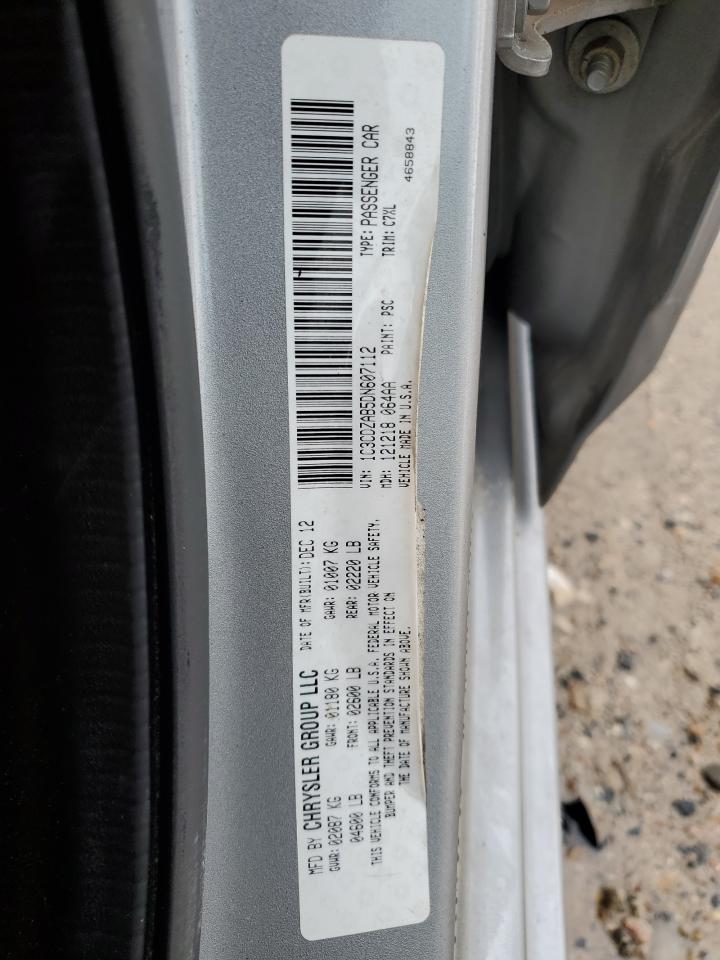 MFD BY CHRYSLER GROUP LLC DATE OF MFR(BUILT): DEC 12
GVWR: 02087 KG GAWR: 01180 KG GAWR: 01007 KG
04600 LB FRONT: 02600 LB REAR: 02220 LB
THIS VEHICLE CONFORMS TO ALL APPLICABLE U.S.A. FEDERAL MOTOR VEHICLE SAFETY,
BUMPER AND THEFT PREVENTION STANDARDS IN EFFECT ON
THE DATE OF MANUFACTURE SHOWN ABOVE.
VIN: 1C3CDZAB5DN607112 TYPE: PASSENGER CAR
MDH: 121218 064AA PAINT: PSC TRIM: C7XL
VEHICLE MADE IN U.S.A.
4658843